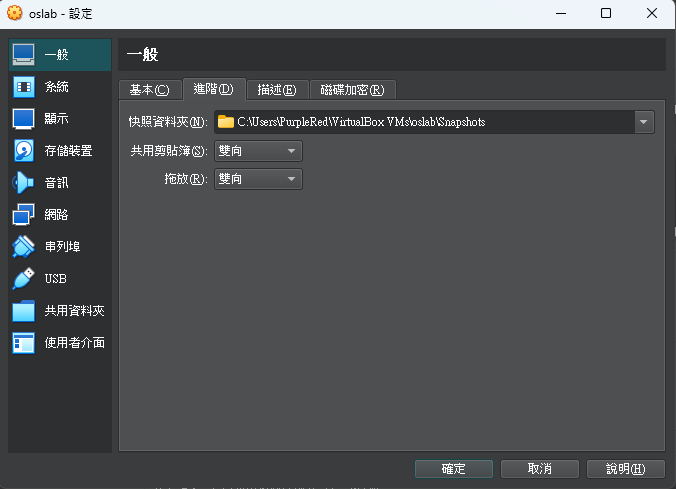 oslab - 設定
一般
系統
顯示
存儲裝置
音訊
網路
串列埠
USB
共用資料夾
使用者介面
一般
基本(C) 進階(D) 描述(E) 磁碟加密(R)
快照資料夾(N): C:\Users\PurpleRed\VirtualBox VMs\oslab\Snapshots
共用剪貼簿(S): 雙向
拖放(R): 雙向
確定 取消 說明(H)